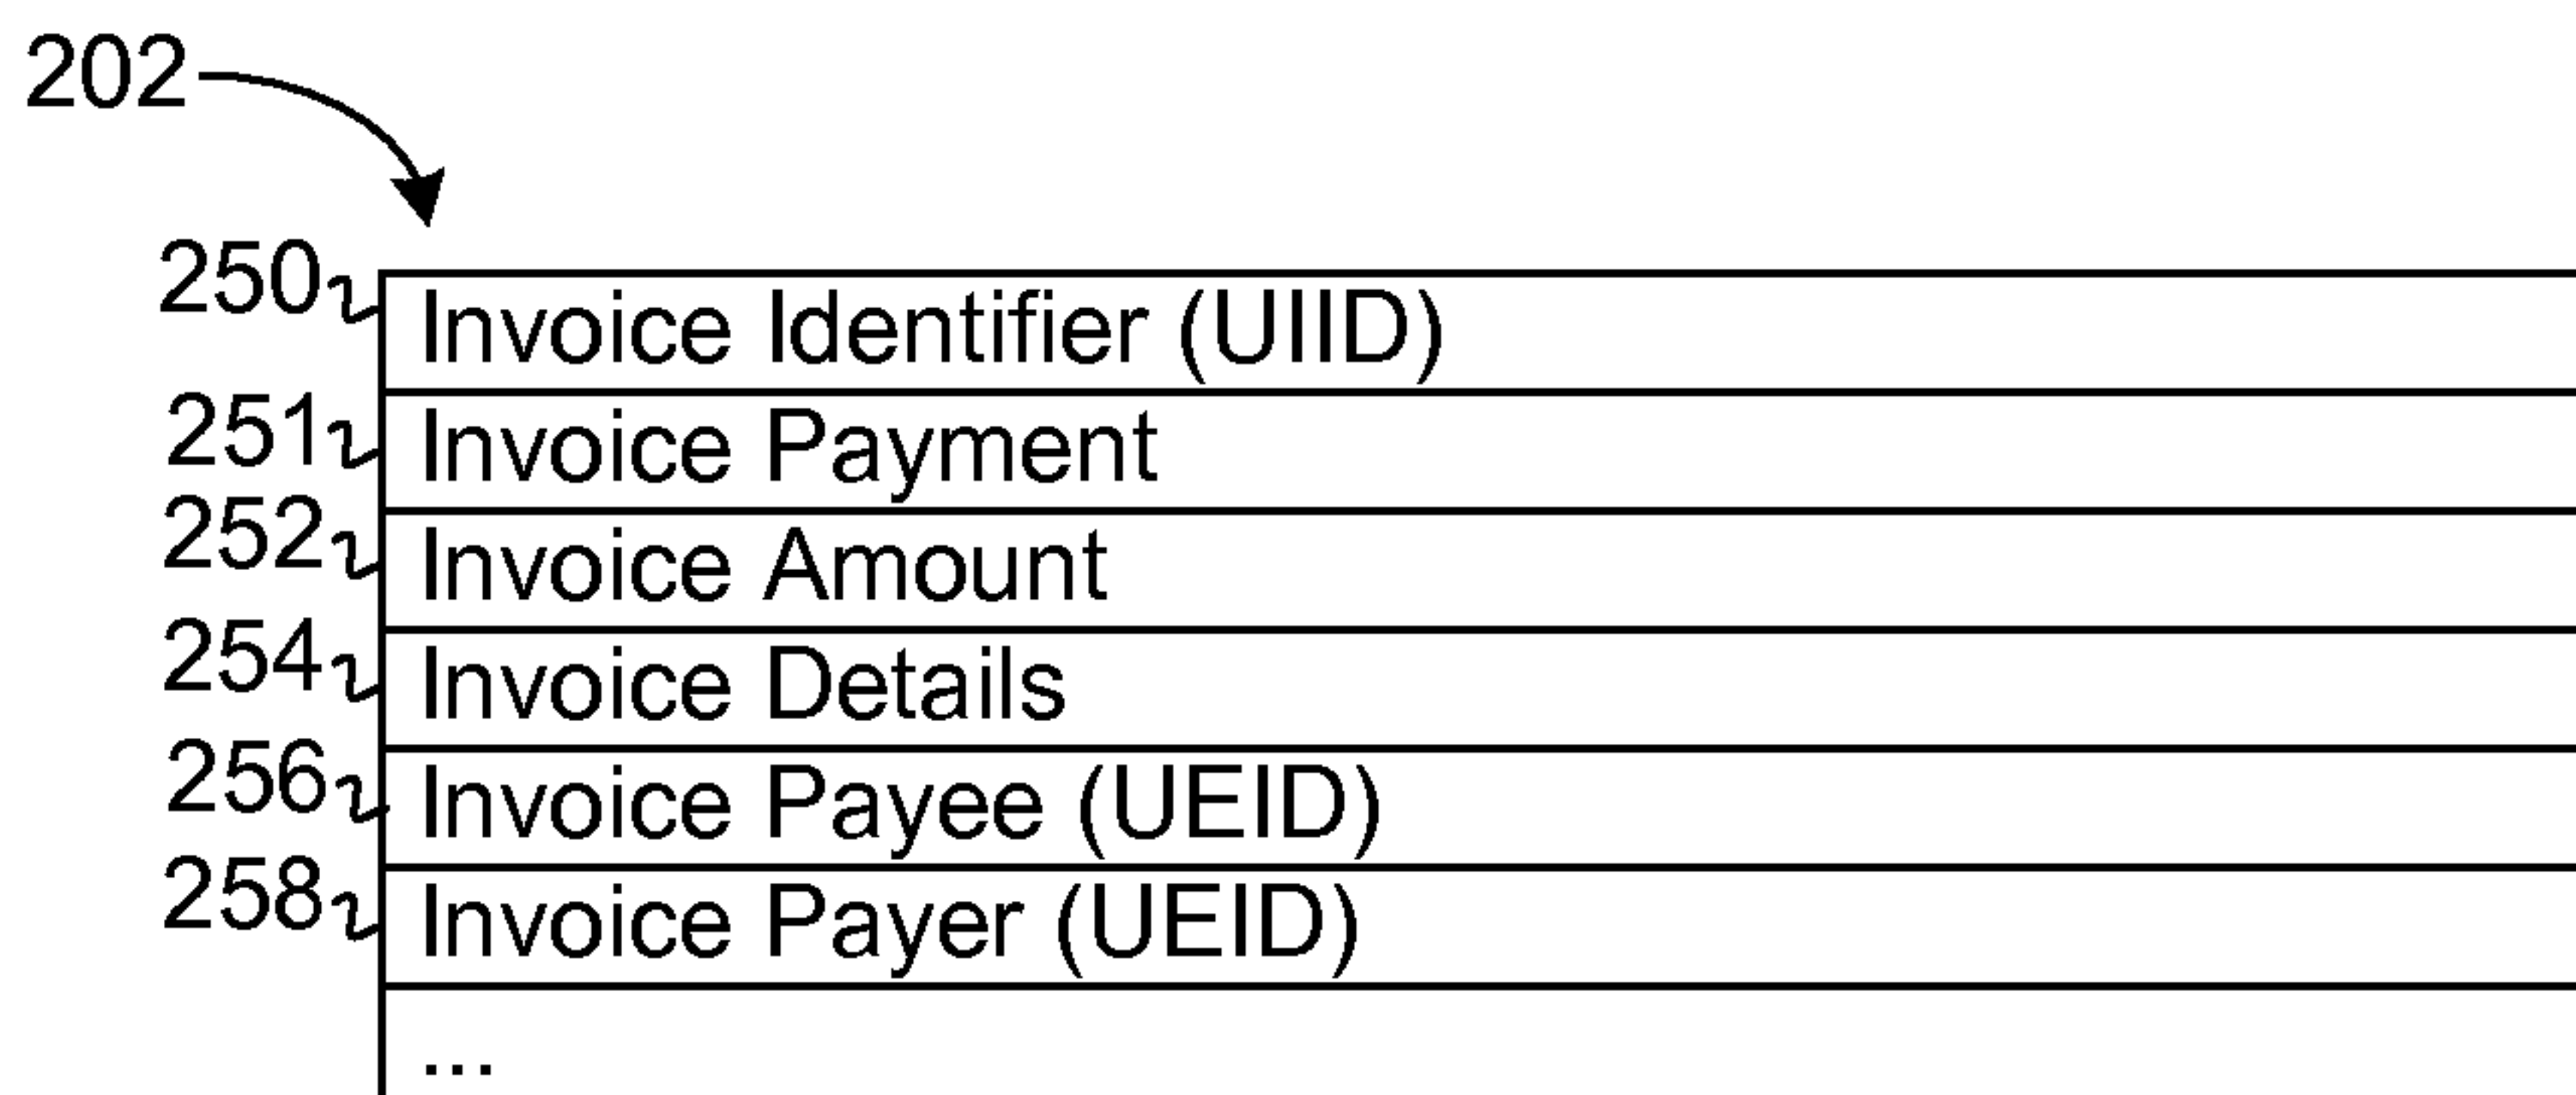 202
250 Invoice Identifier (UIID)
251 Invoice Payment
252 Invoice Amount
254 Invoice Details
256 Invoice Payee (UEID)
258 Invoice Payer (UEID)
...